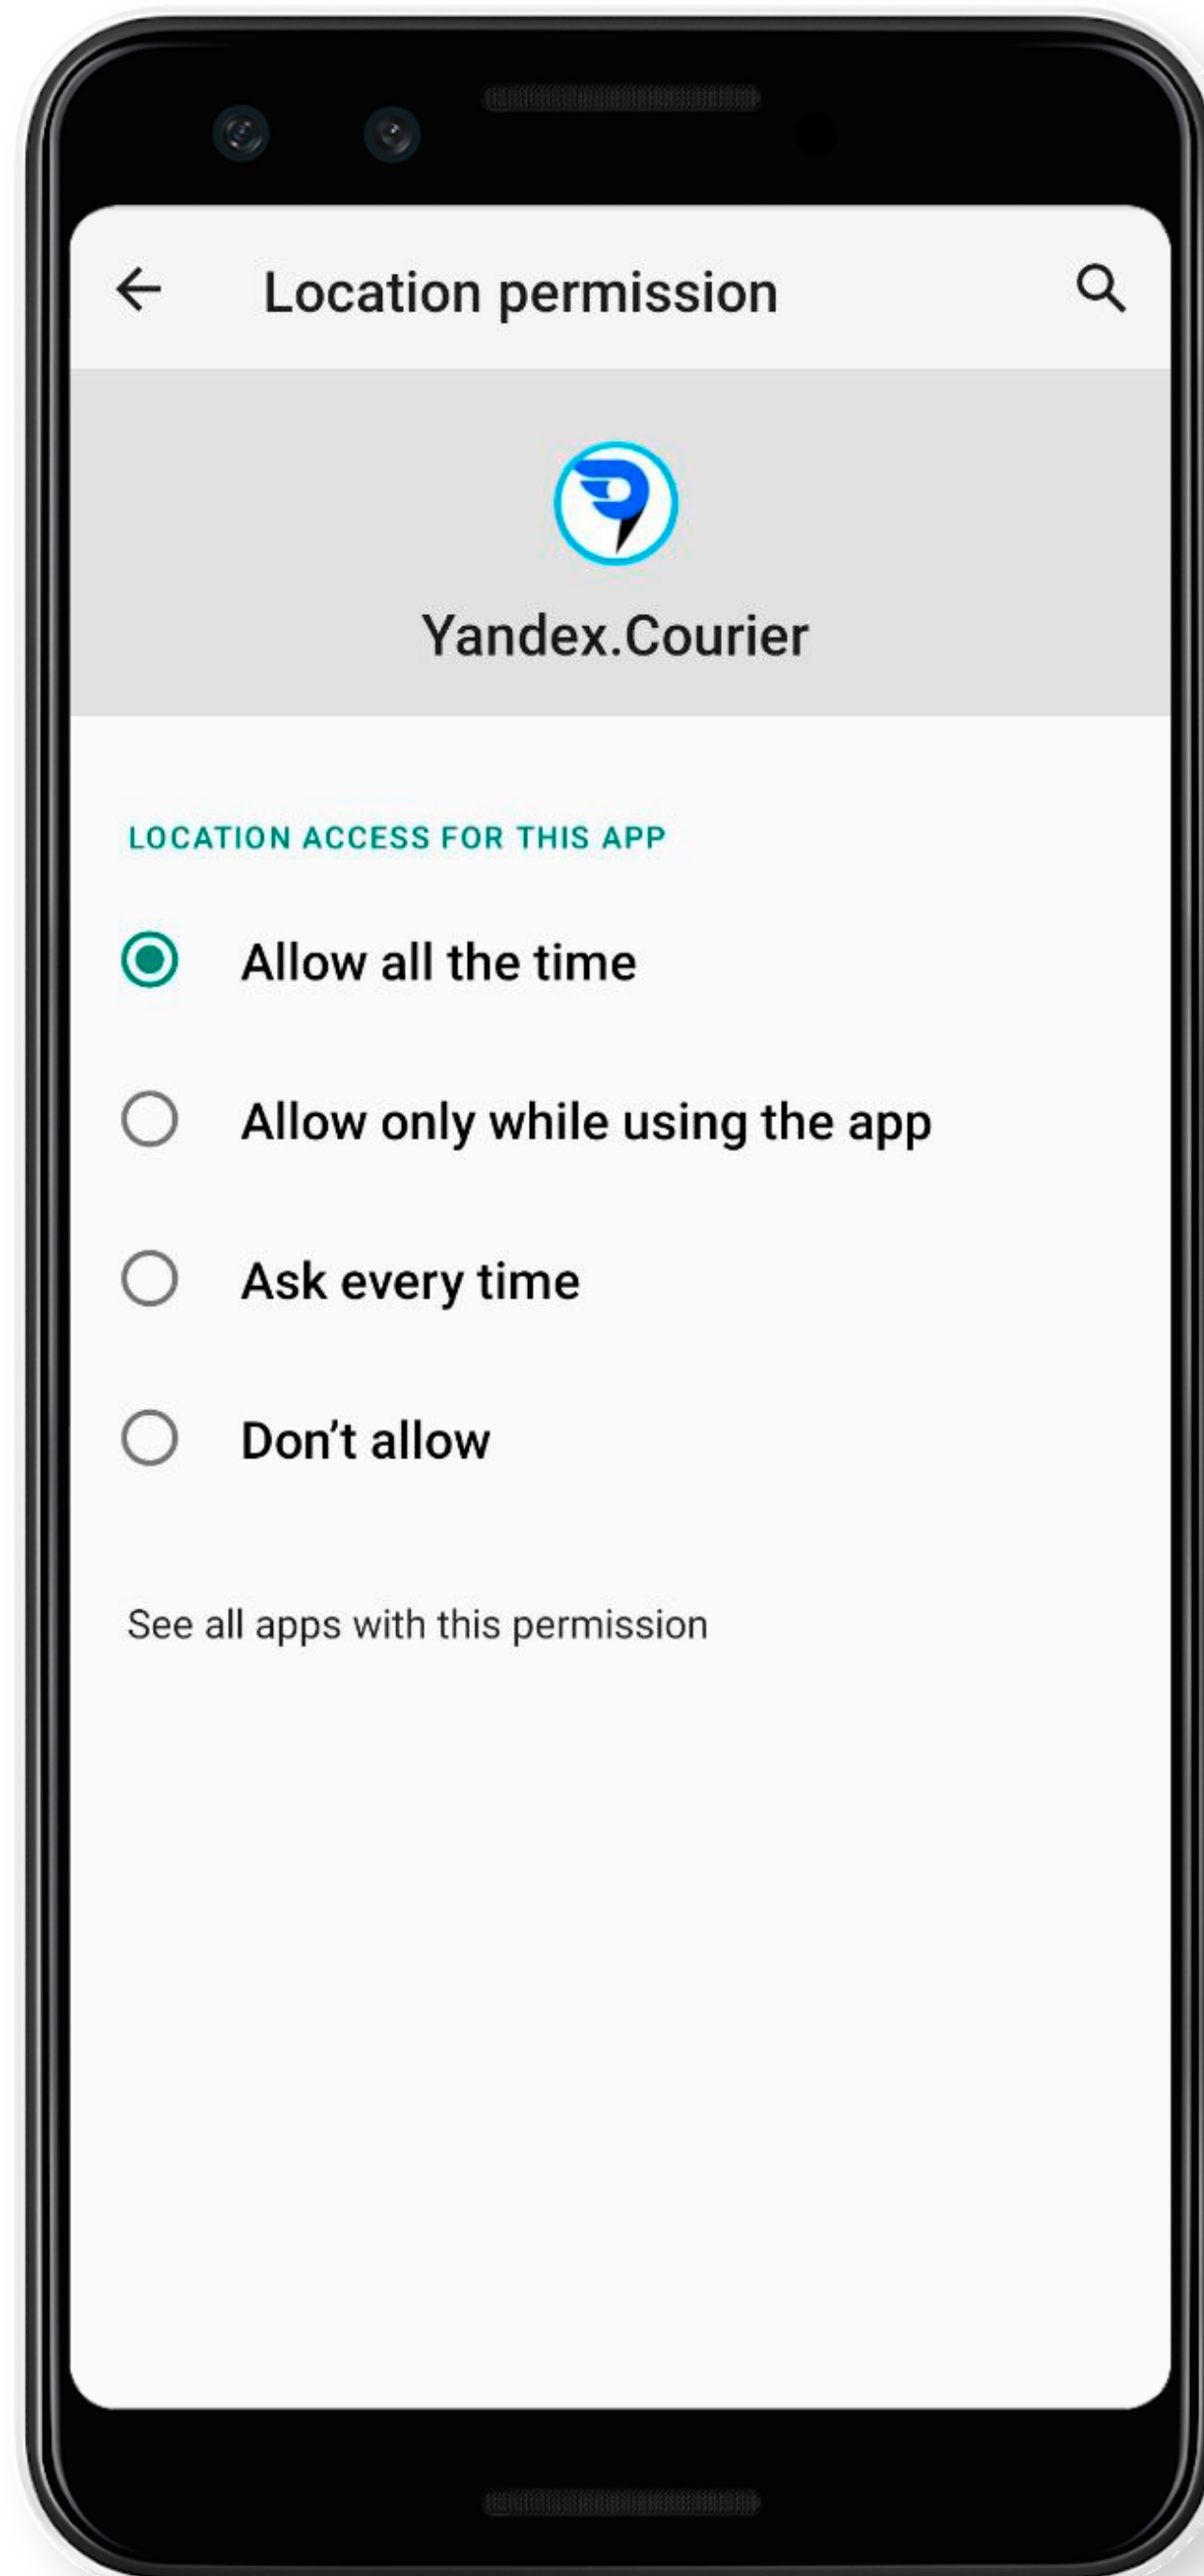 Location permission
Yandex.Courier
LOCATION ACCESS FOR THIS APP
Allow all the time
Allow only while using the app
Ask every time
Don’t allow
See all apps with this permission